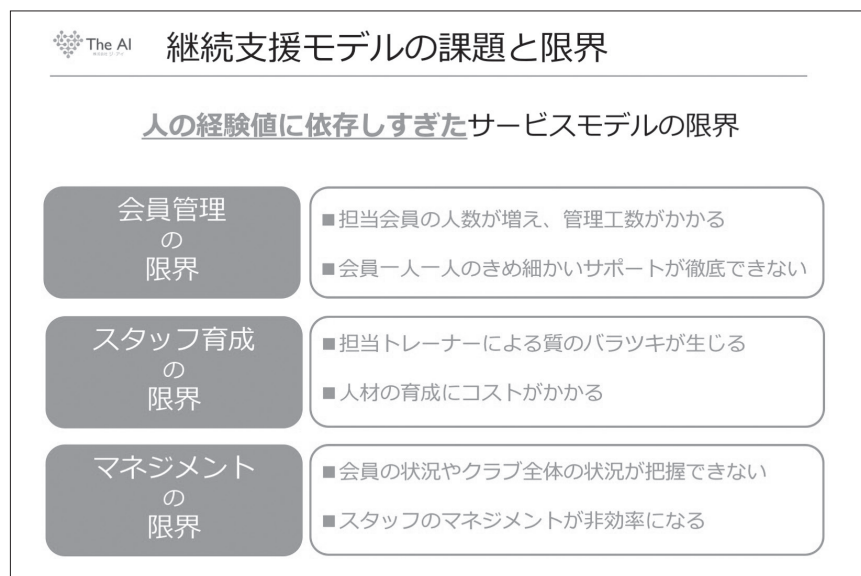 The AI
継続支援モデルの課題と限界
人の経験値に依存しすぎたサービスモデルの限界
会員管理
の
限界
■担当会員の人数が増え、管理工数がかかる
■会員一人一人のきめ細かいサポートが徹底できない
スタッフ育成
の
限界
■担当トレーナーによる質のバラツキが生じる
■人材の育成にコストがかかる
マネジメント
の
限界
■会員の状況やクラブ全体の状況が把握できない
■スタッフのマネジメントが非効率になる